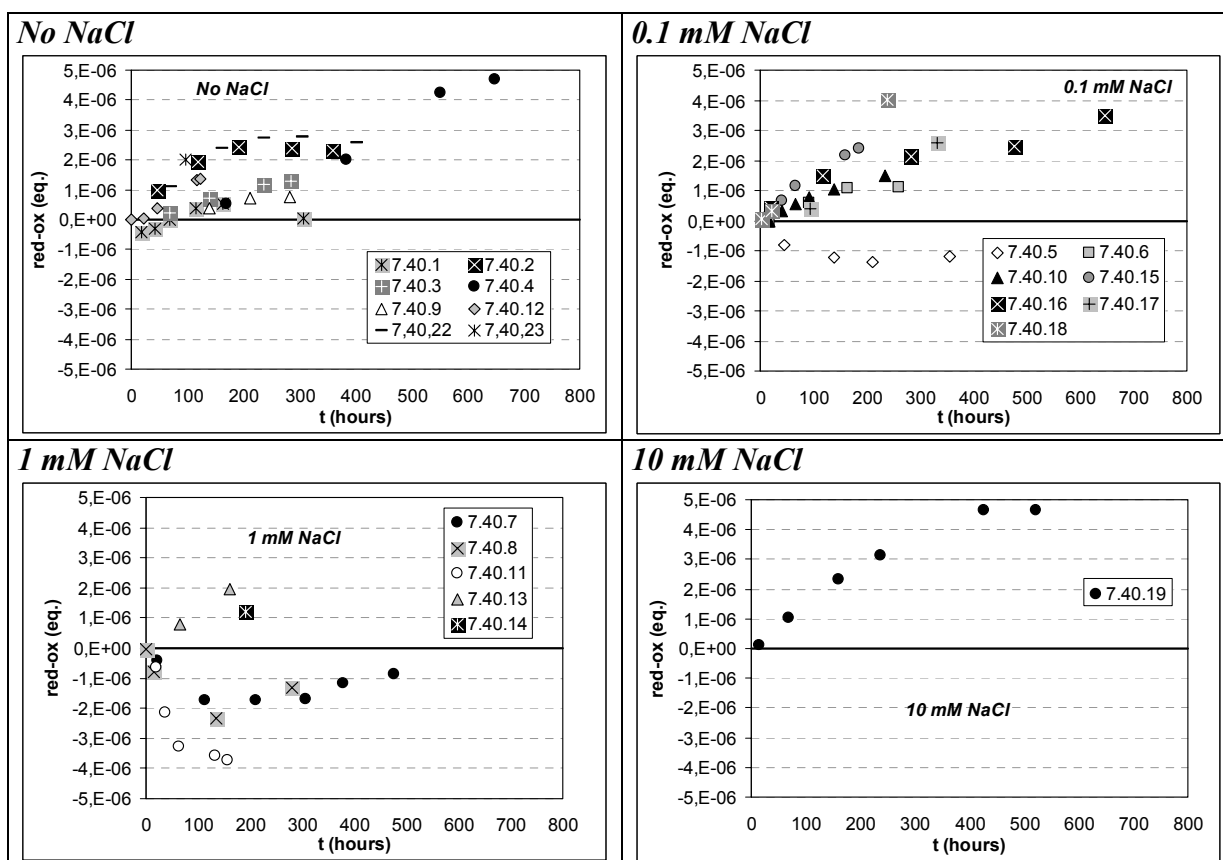 No NaCl
5,E-06
4,E-06
3,E-06
2,E-06
1,E-06
0,E+00
-1,E-06
-2,E-06
-3,E-06
-4,E-06
-5,E-06
red-ox (eq.)
No NaCl
7.40.1 7.40.2
7.40.3 7.40.4
7.40.9 7.40.12
7,40,22 7,40,23
0 100 200 300 400 500 600 700 800
t (hours)
0.1 mM NaCl
5,E-06
4,E-06
3,E-06
2,E-06
1,E-06
0,E+00
-1,E-06
-2,E-06
-3,E-06
-4,E-06
-5,E-06
red-ox (eq.)
0.1 mM NaCl
7.40.5 7.40.6
7.40.10 7.40.15
7.40.16 7.40.17
7.40.18
0 100 200 300 400 500 600 700 800
t (hours)
1 mM NaCl
5,E-06
4,E-06
3,E-06
2,E-06
1,E-06
0,E+00
-1,E-06
-2,E-06
-3,E-06
-4,E-06
-5,E-06
red-ox (eq.)
1 mM NaCl
7.40.7
7.40.8
7.40.11
7.40.13
7.40.14
0 100 200 300 400 500 600 700 800
t (hours)
10 mM NaCl
5,E-06
4,E-06
3,E-06
2,E-06
1,E-06
0,E+00
-1,E-06
-2,E-06
-3,E-06
-4,E-06
-5,E-06
red-ox (eq.)
7.40.19
10 mM NaCl
0 100 200 300 400 500 600 700 800
t (hours)